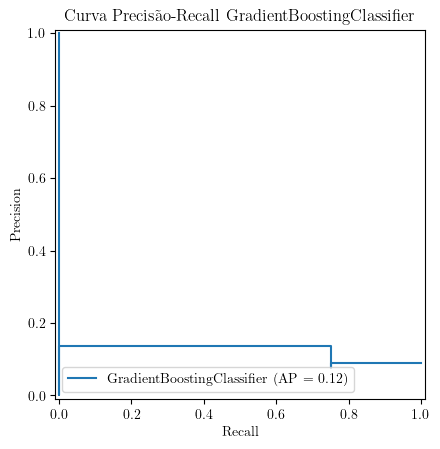 Curva Precisão-Recall GradientBoostingClassifier
1.0
0.8
0.6
0.4
0.2
0.0
Precision
GradientBoostingClassifier (AP = 0.12)
0.0 0.2 0.4 0.6 0.8 1.0
Recall